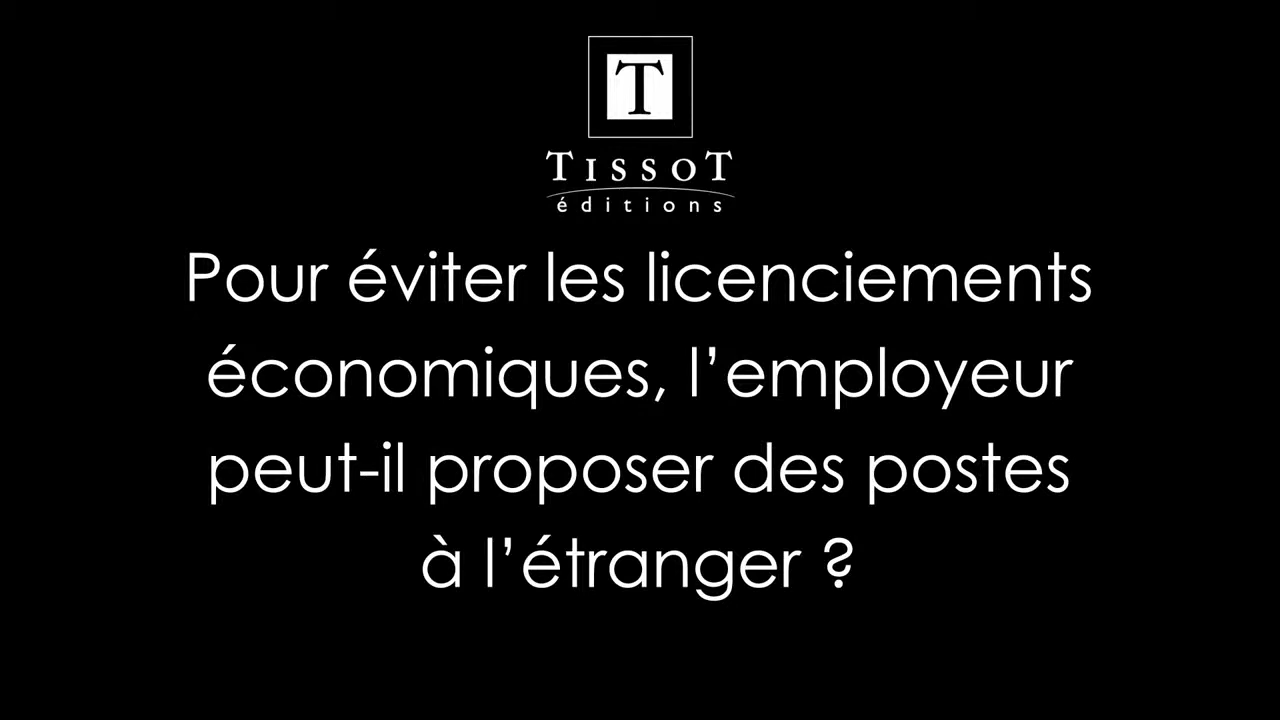 T
TISSOT
éditions
Pour éviter les licenciements
économiques, l’employeur
peut-il proposer des postes
à l’étranger ?